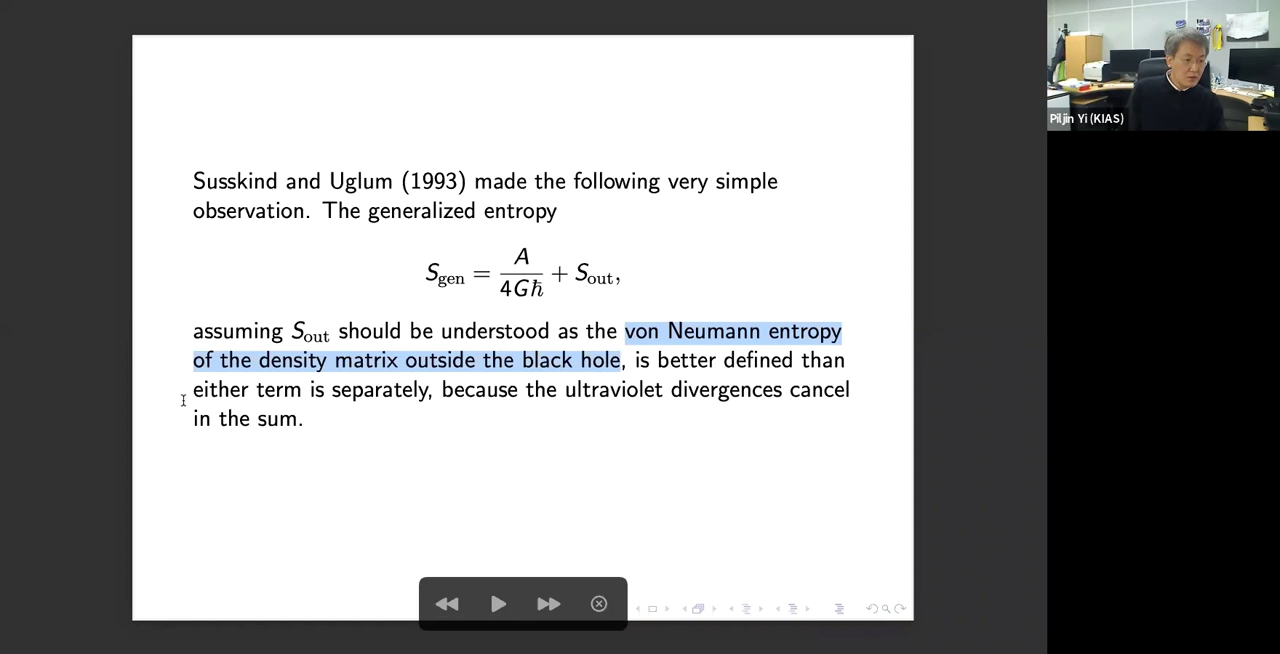 Susskind and Uglum (1993) made the following very simple
observation. The generalized entropy
S_gen = A / 4Gℏ + S_out,
assuming S_out should be understood as the von Neumann entropy
of the density matrix outside the black hole, is better defined than
either term is separately, because the ultraviolet divergences cancel
in the sum.
Piljin Yi (KIAS)